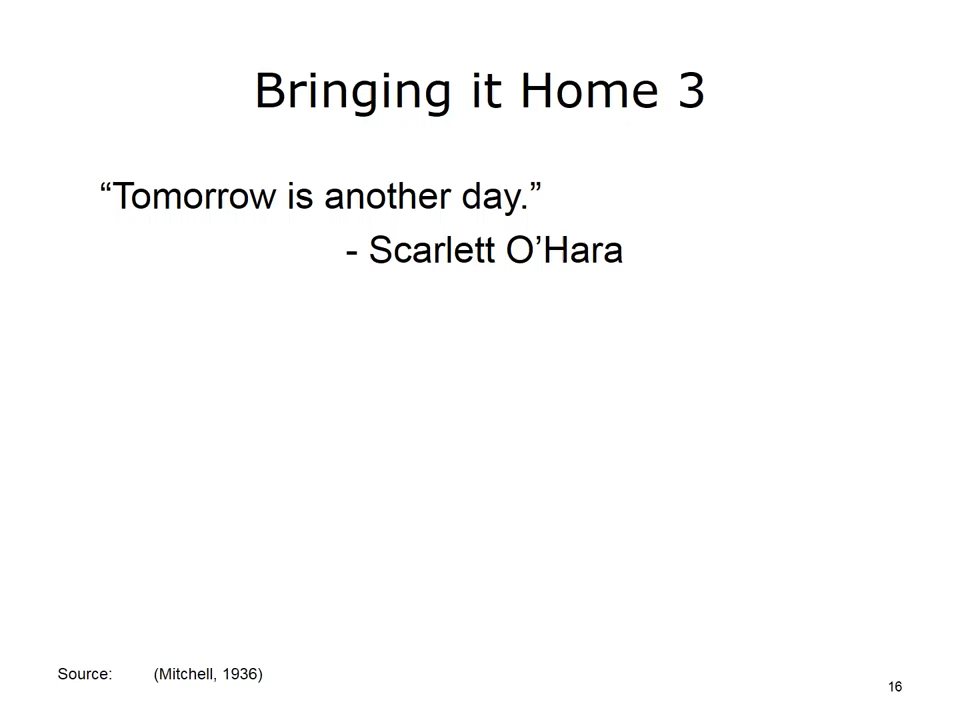 Bringing it Home 3
“Tomorrow is another day.”
- Scarlett O’Hara
Source: (Mitchell, 1936)
16